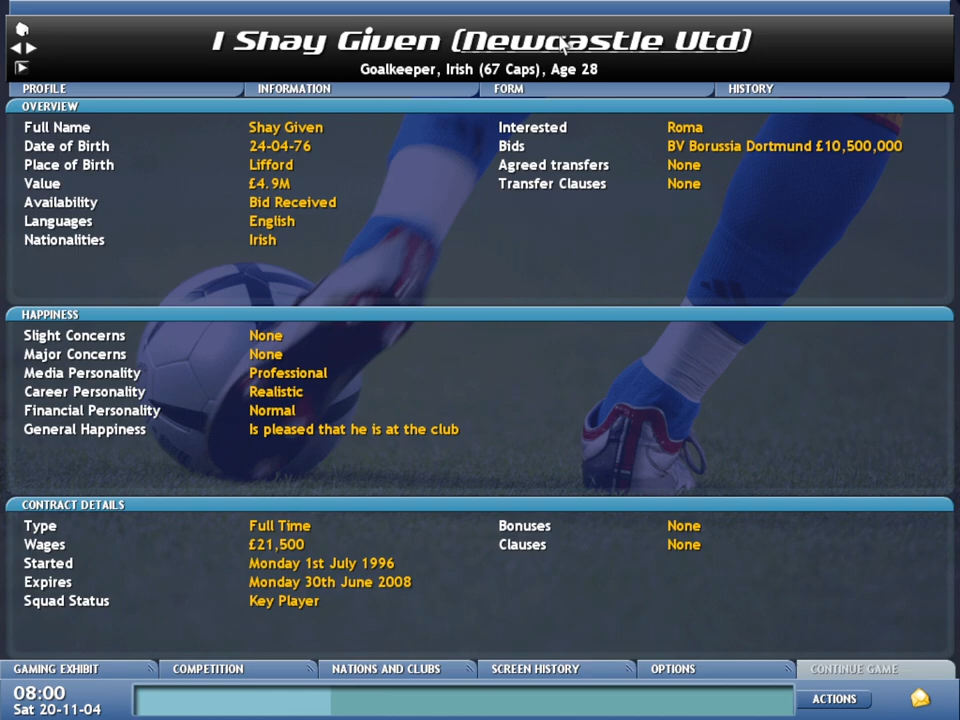 1 Shay Given (Newcastle Utd)
Goalkeeper, Irish (67 Caps), Age 28
PROFILE INFORMATION FORM HISTORY
OVERVIEW
Full Name Shay Given Interested Roma
Date of Birth 24-04-76 Bids BV Borussia Dortmund £10,500,000
Place of Birth Lifford Agreed transfers None
Value £4.9M Transfer Clauses None
Availability Bid Received
Languages English
Nationalities Irish
HAPPINESS
Slight Concerns None
Major Concerns None
Media Personality Professional
Career Personality Realistic
Financial Personality Normal
General Happiness Is pleased that he is at the club
CONTRACT DETAILS
Type Full Time Bonuses None
Wages £21,500 Clauses None
Started Monday 1st July 1996
Expires Monday 30th June 2008
Squad Status Key Player
GAMING EXHIBIT COMPETITION NATIONS AND CLUBS SCREEN HISTORY OPTIONS CONTINUE GAME
08:00
Sat 20-11-04
ACTIONS